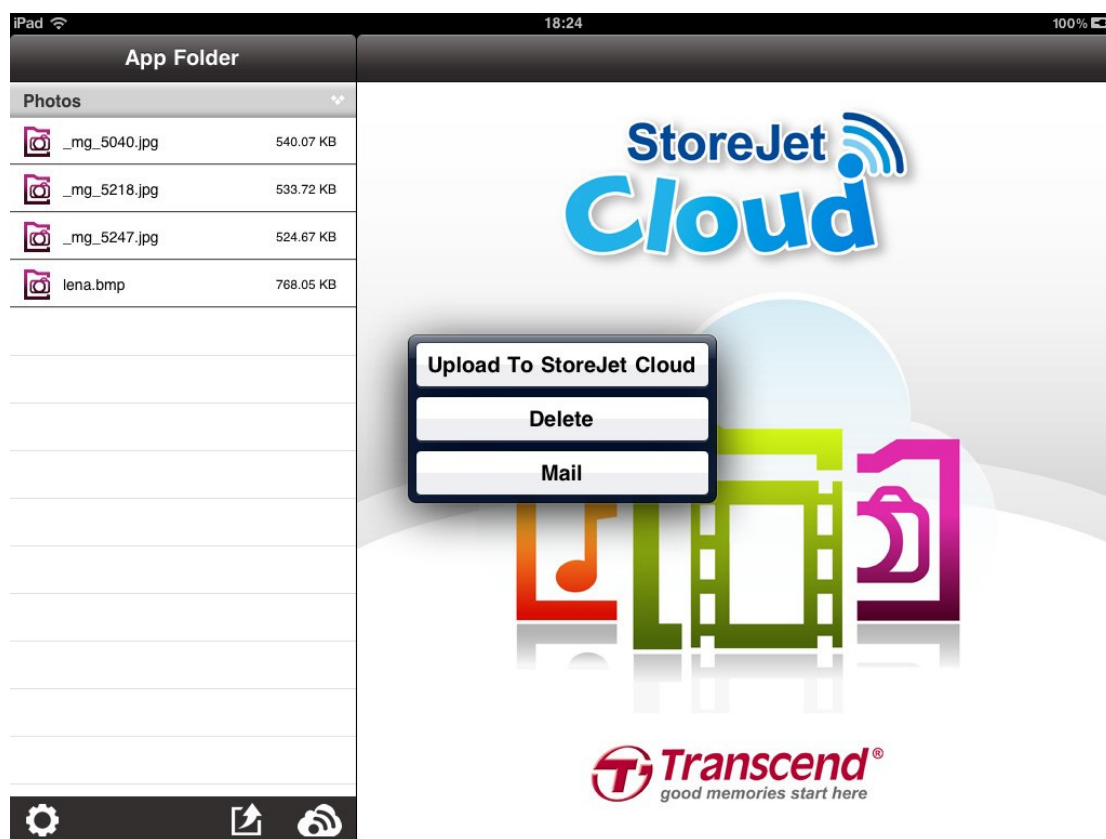 iPad 18:24 100%
App Folder
Photos
_mg_5040.jpg 540.07 KB
_mg_5218.jpg 533.72 KB
_mg_5247.jpg 524.67 KB
lena.bmp 768.05 KB
StoreJet
Cloud
Upload To StoreJet Cloud
Delete
Mail
Transcend®
good memories start here